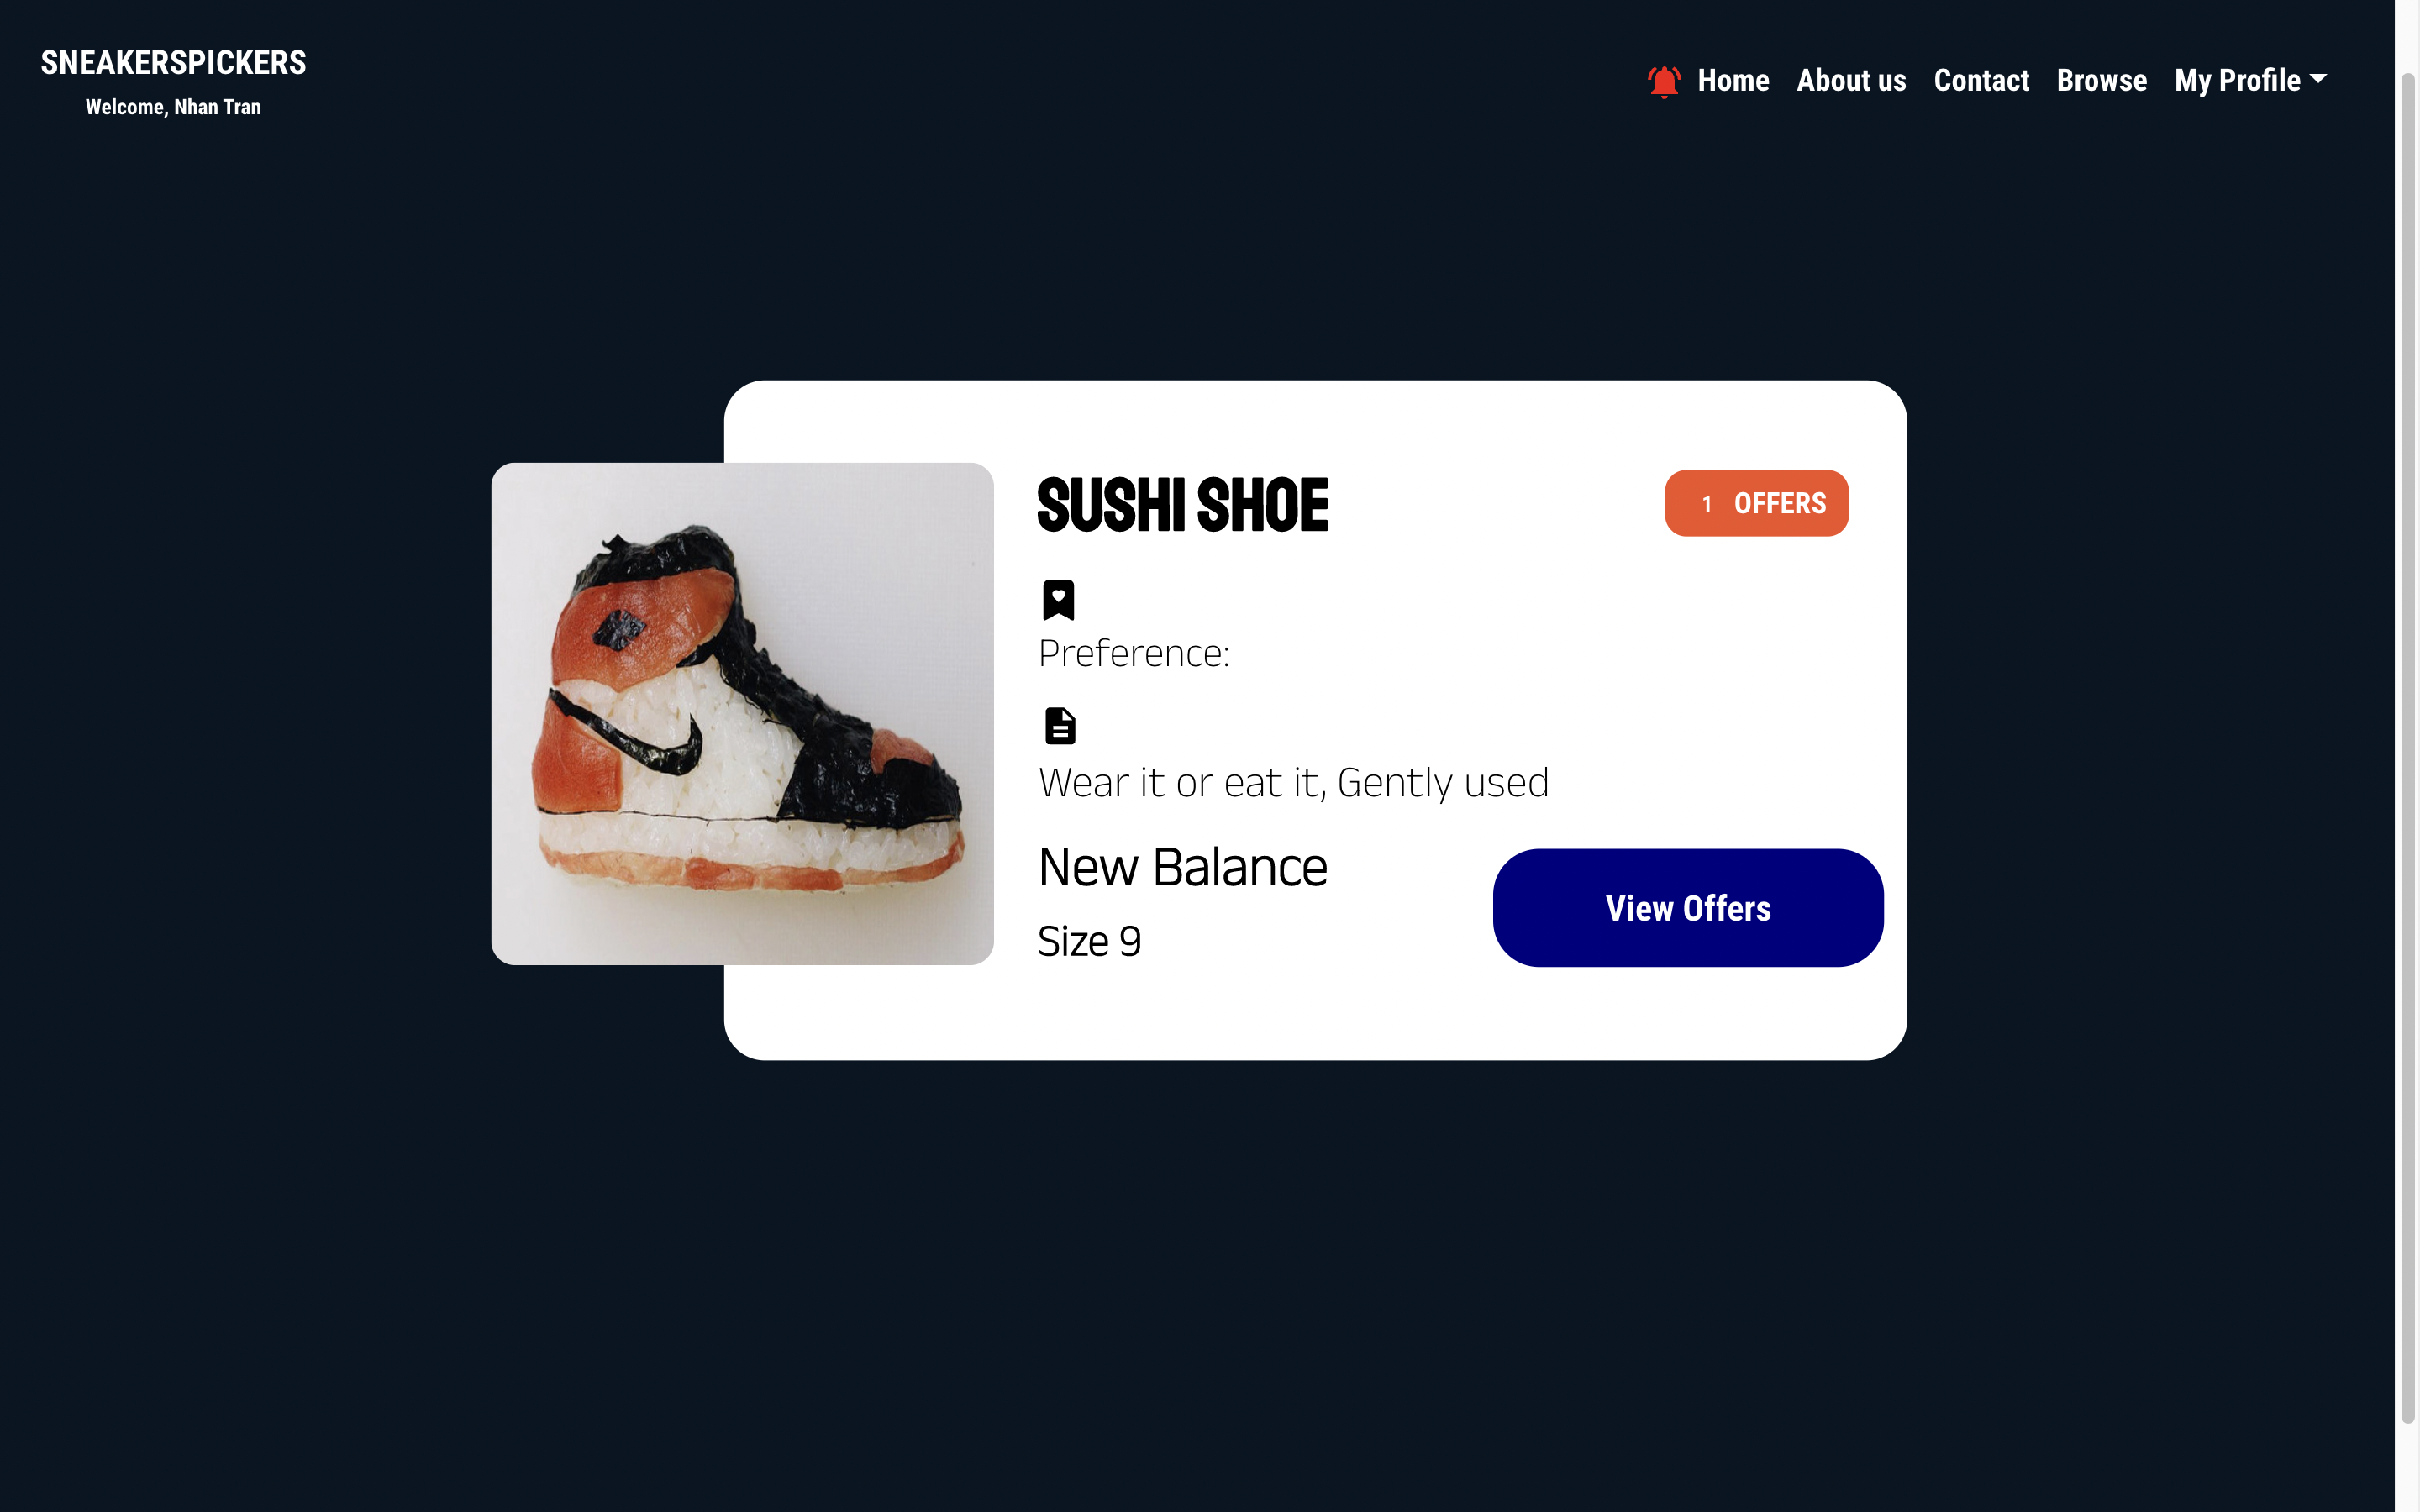 SNEAKERSPICKERS
Welcome, Nhan Tran
Home About us Contact Browse My Profile
SUSHI SHOE
1 OFFERS
Preference:
Wear it or eat it, Gently used
New Balance
Size 9
View Offers